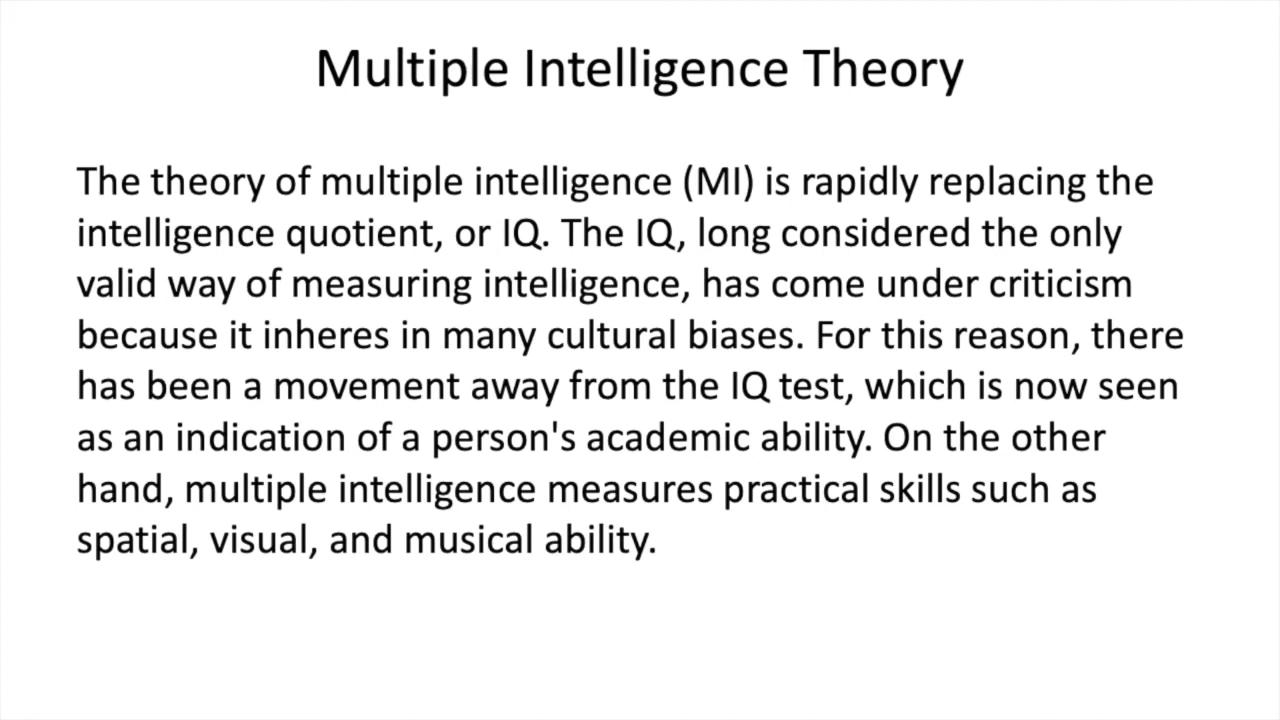 Multiple Intelligence Theory
The theory of multiple intelligence (MI) is rapidly replacing the
intelligence quotient, or IQ. The IQ, long considered the only
valid way of measuring intelligence, has come under criticism
because it inheres in many cultural biases. For this reason, there
has been a movement away from the IQ test, which is now seen
as an indication of a person's academic ability. On the other
hand, multiple intelligence measures practical skills such as
spatial, visual, and musical ability.